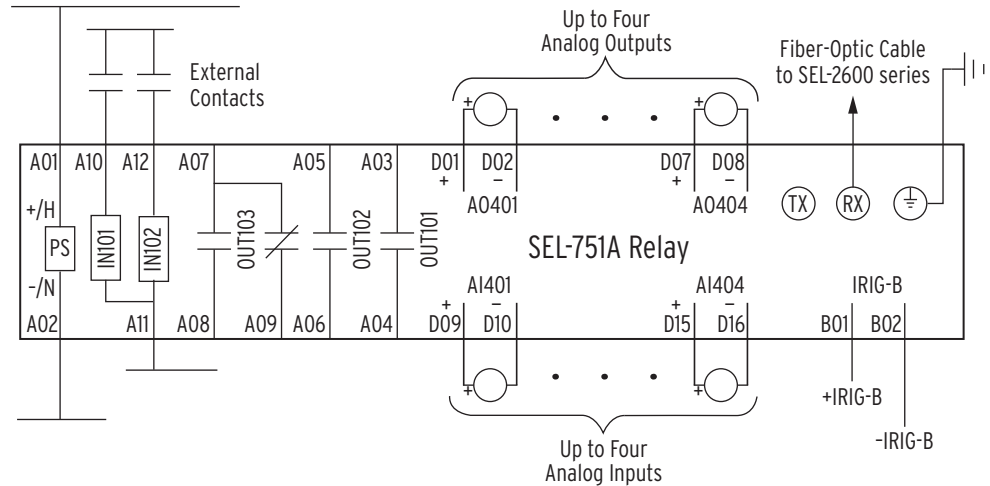 Up to Four
Analog Outputs
Fiber-Optic Cable
to SEL-2600 series
External
Contacts
+ +
A01 A10 A12 A07 A05 A03 D01 D02 D07 D08
+ – + –
AO401 AO404
+/H
PS
–/N
IN101
IN102
OUT103
OUT102
OUT101
TX
RX
SEL-751A Relay
AI401 AI404
IRIG-B
+ – + –
A02 A11 A08 A09 A06 A04 D09 D10 D15 D16 B01 B02
+ +
+IRIG-B
–IRIG-B
Up to Four
Analog Inputs